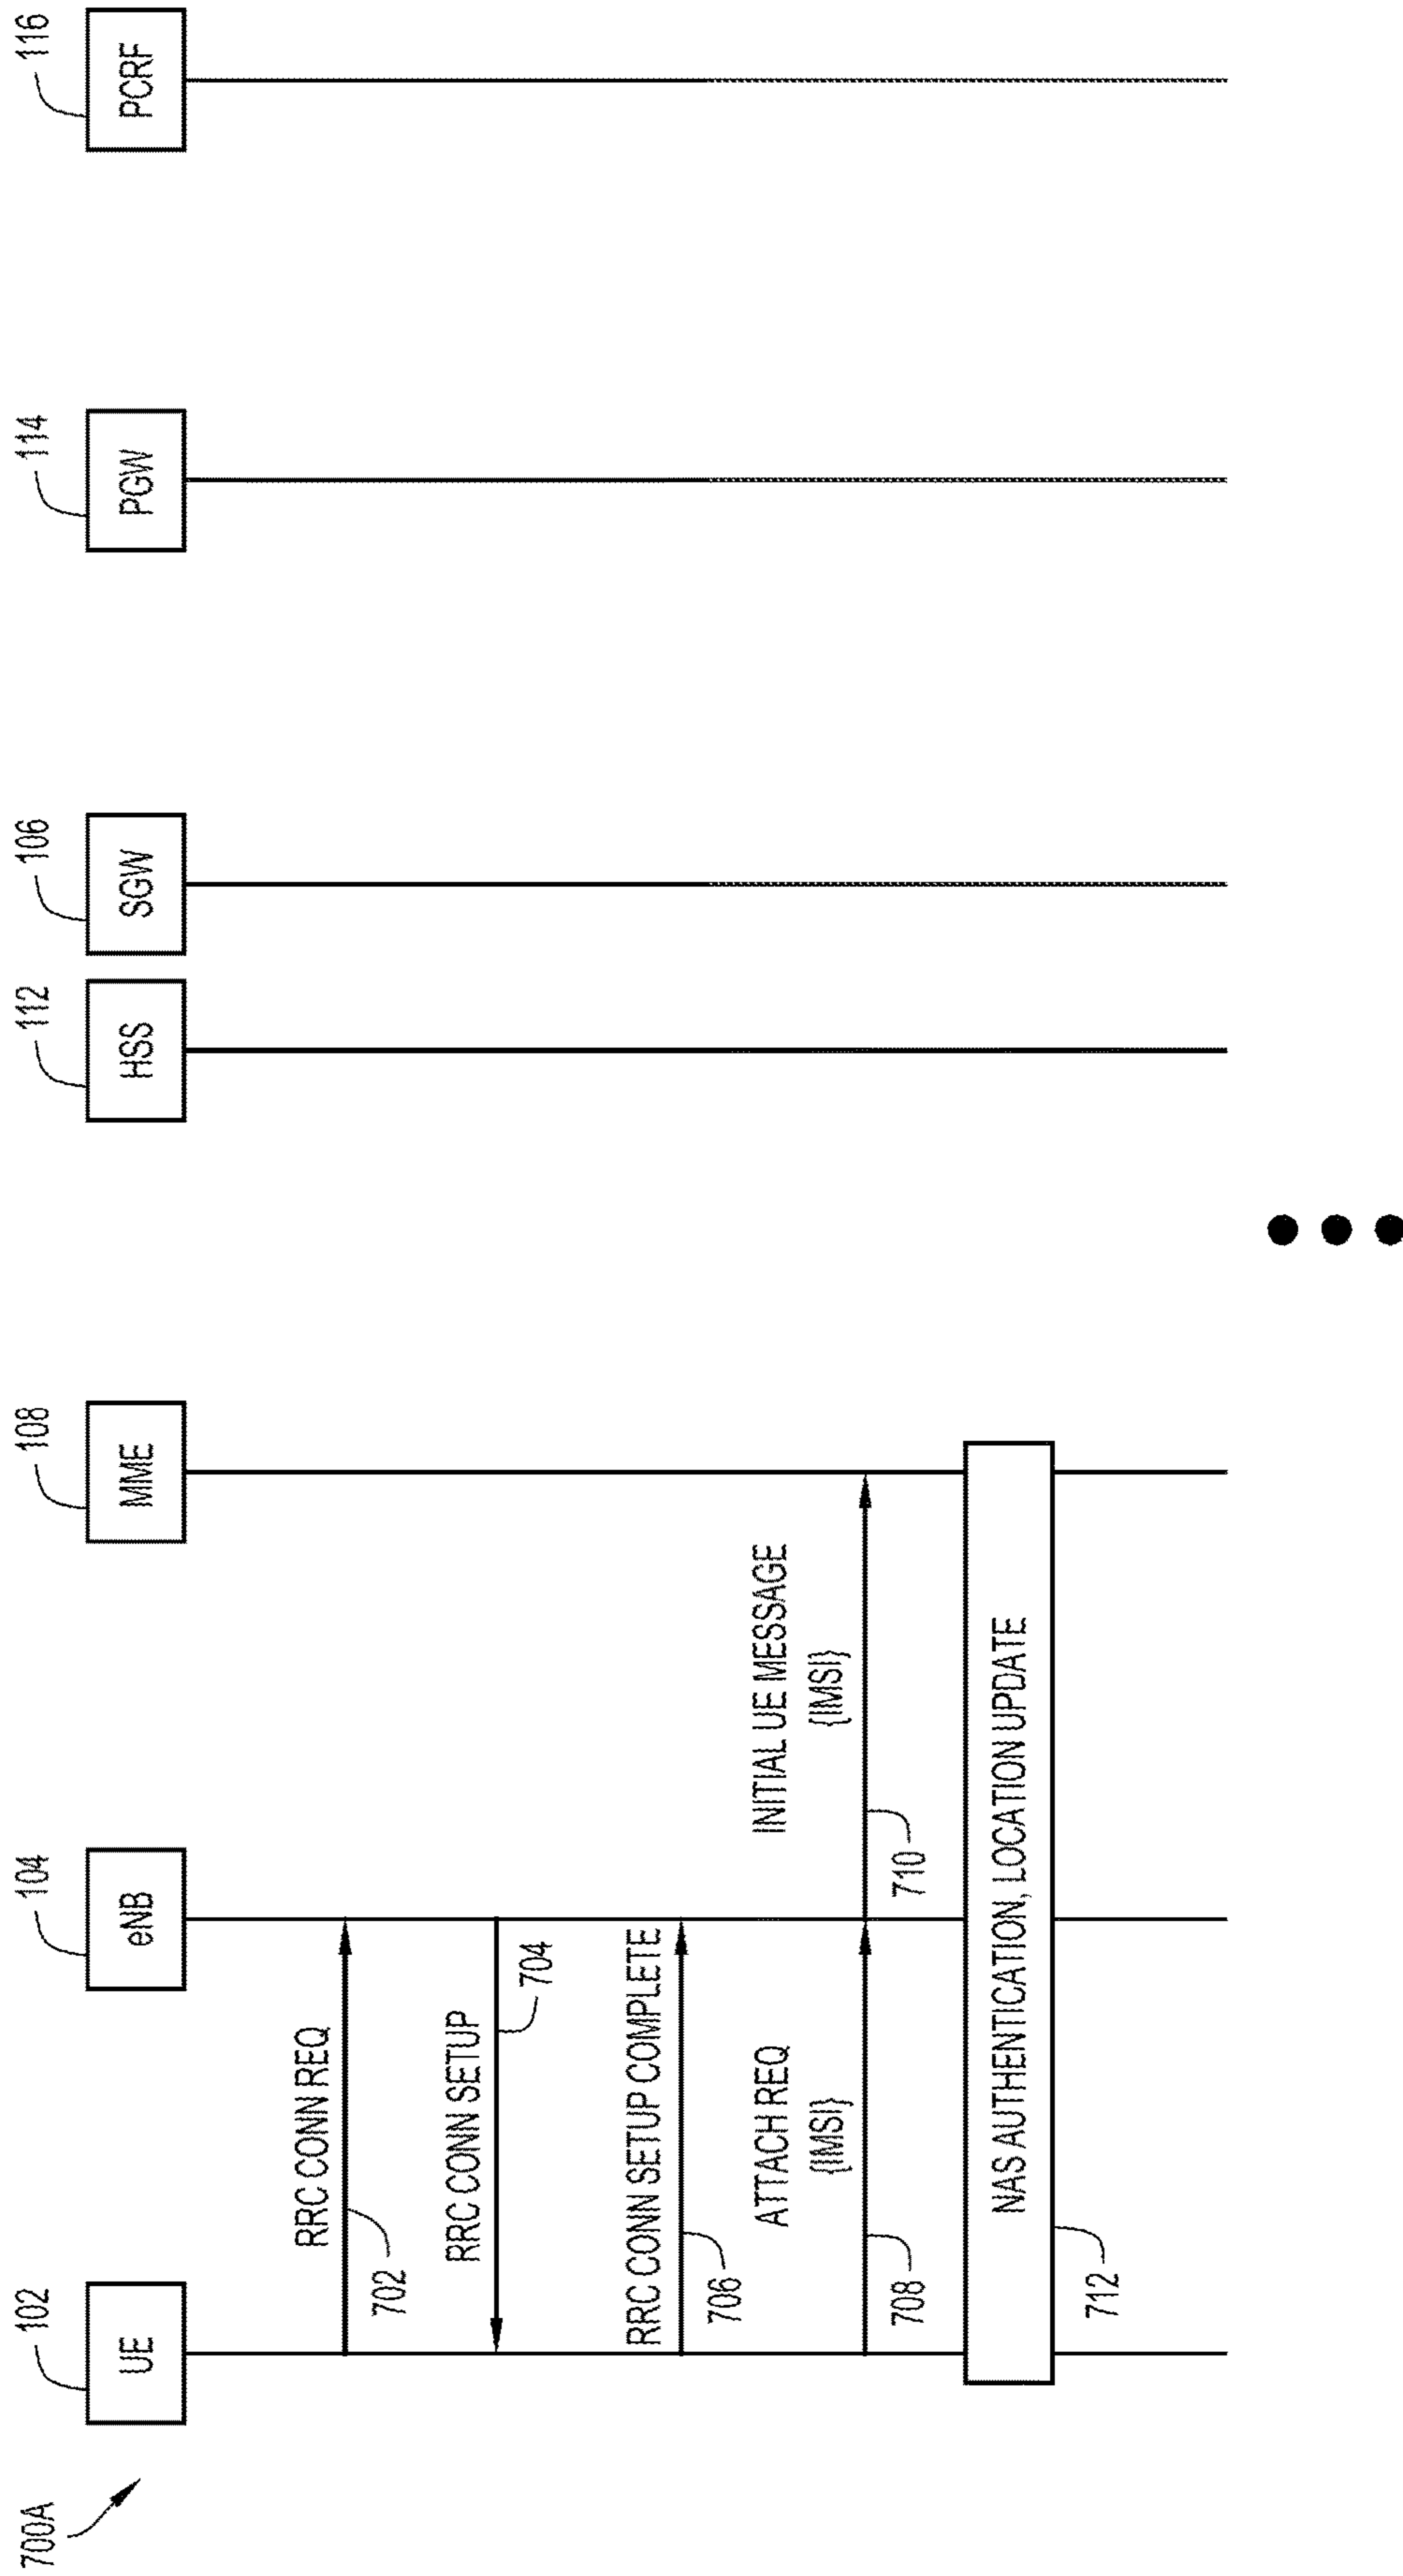 700A
102
104
108
112
106
114
116
UE
eNB
MME
HSS
SGW
PGW
PCRF
RRC CONN REQ
702
RRC CONN SETUP
704
RRC CONN SETUP COMPLETE
706
ATTACH REQ
{IMSI}
708
INITIAL UE MESSAGE
{IMSI}
710
NAS AUTHENTICATION, LOCATION UPDATE
712